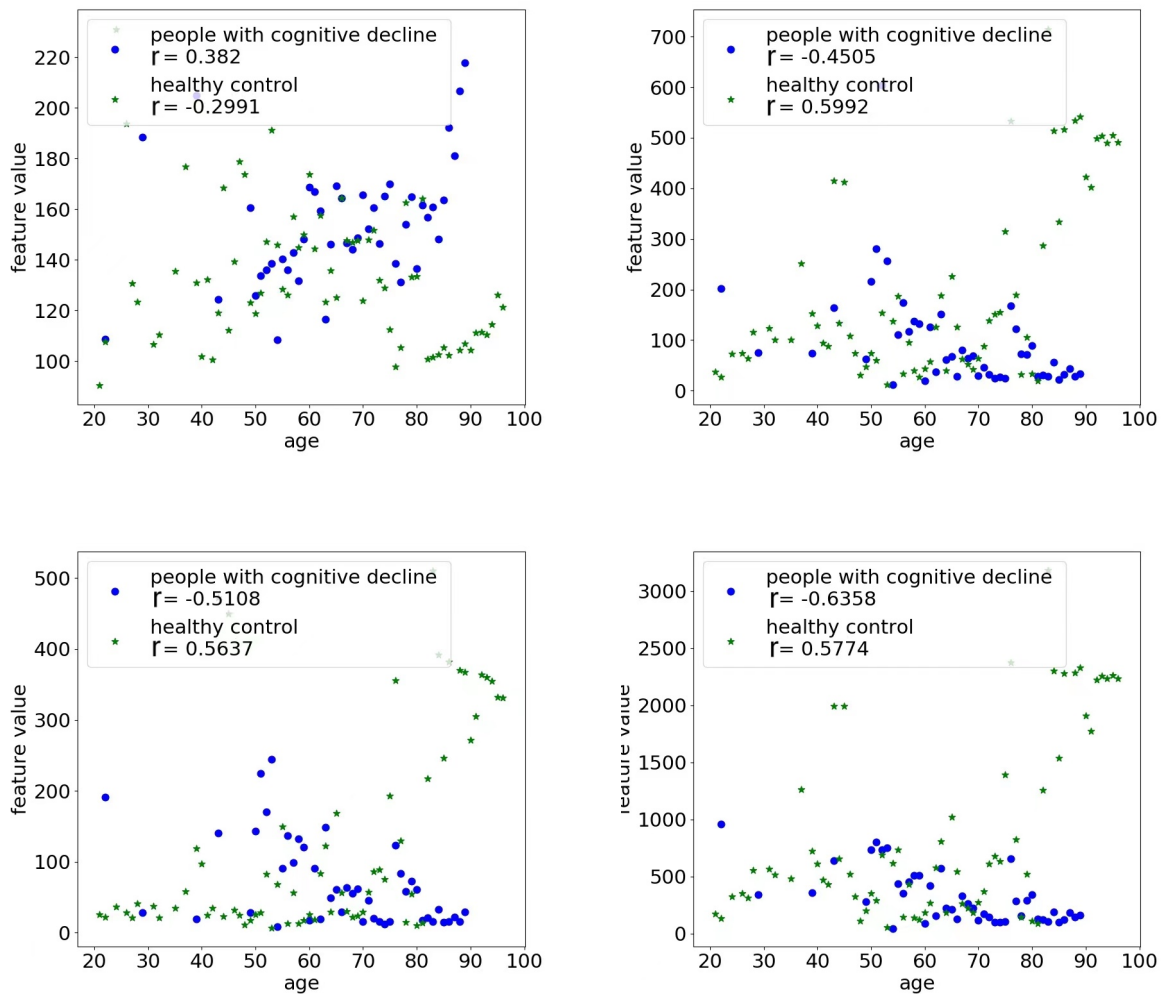 people with cognitive decline
r= 0.382
healthy control
r= -0.2991
220
200
180
160
140
120
100
feature value
20 30 40 50 60 70 80 90 100
age
people with cognitive decline
r= -0.4505
healthy control
r= 0.5992
700
600
500
400
300
200
100
0
feature value
20 30 40 50 60 70 80 90 100
age
people with cognitive decline
r= -0.5108
healthy control
r= 0.5637
500
400
300
200
100
0
feature value
20 30 40 50 60 70 80 90 100
age
people with cognitive decline
r= -0.6358
healthy control
r= 0.5774
3000
2500
2000
1500
1000
500
0
feature value
20 30 40 50 60 70 80 90 100
age